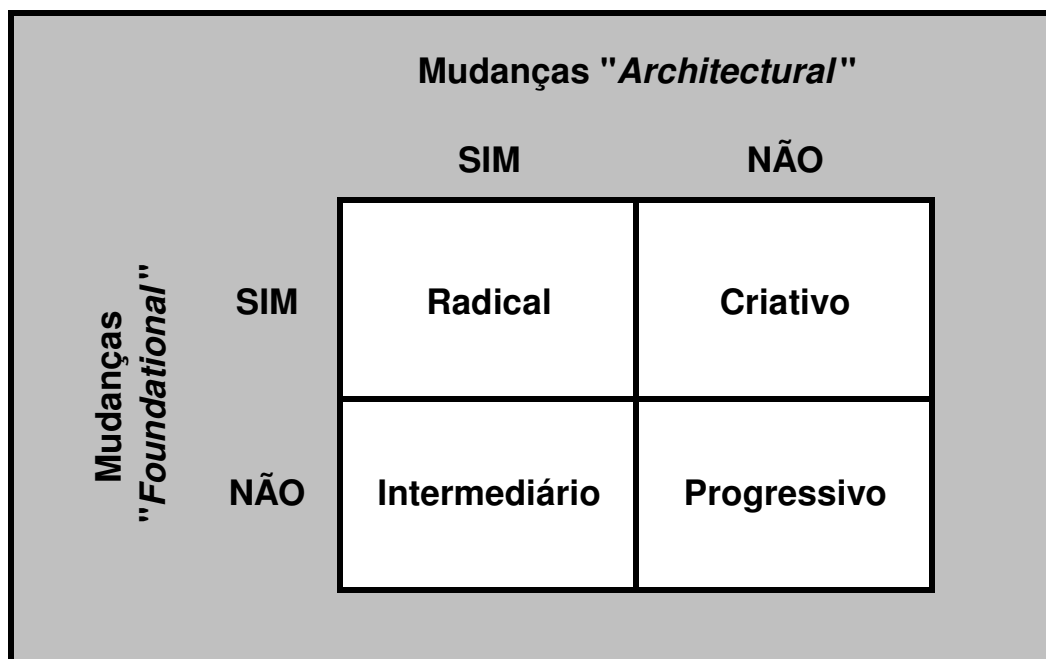 Mudanças "Architectural"
SIM NÃO
Mudanças
"Foundational"
SIM Radical Criativo
NÃO Intermediário Progressivo